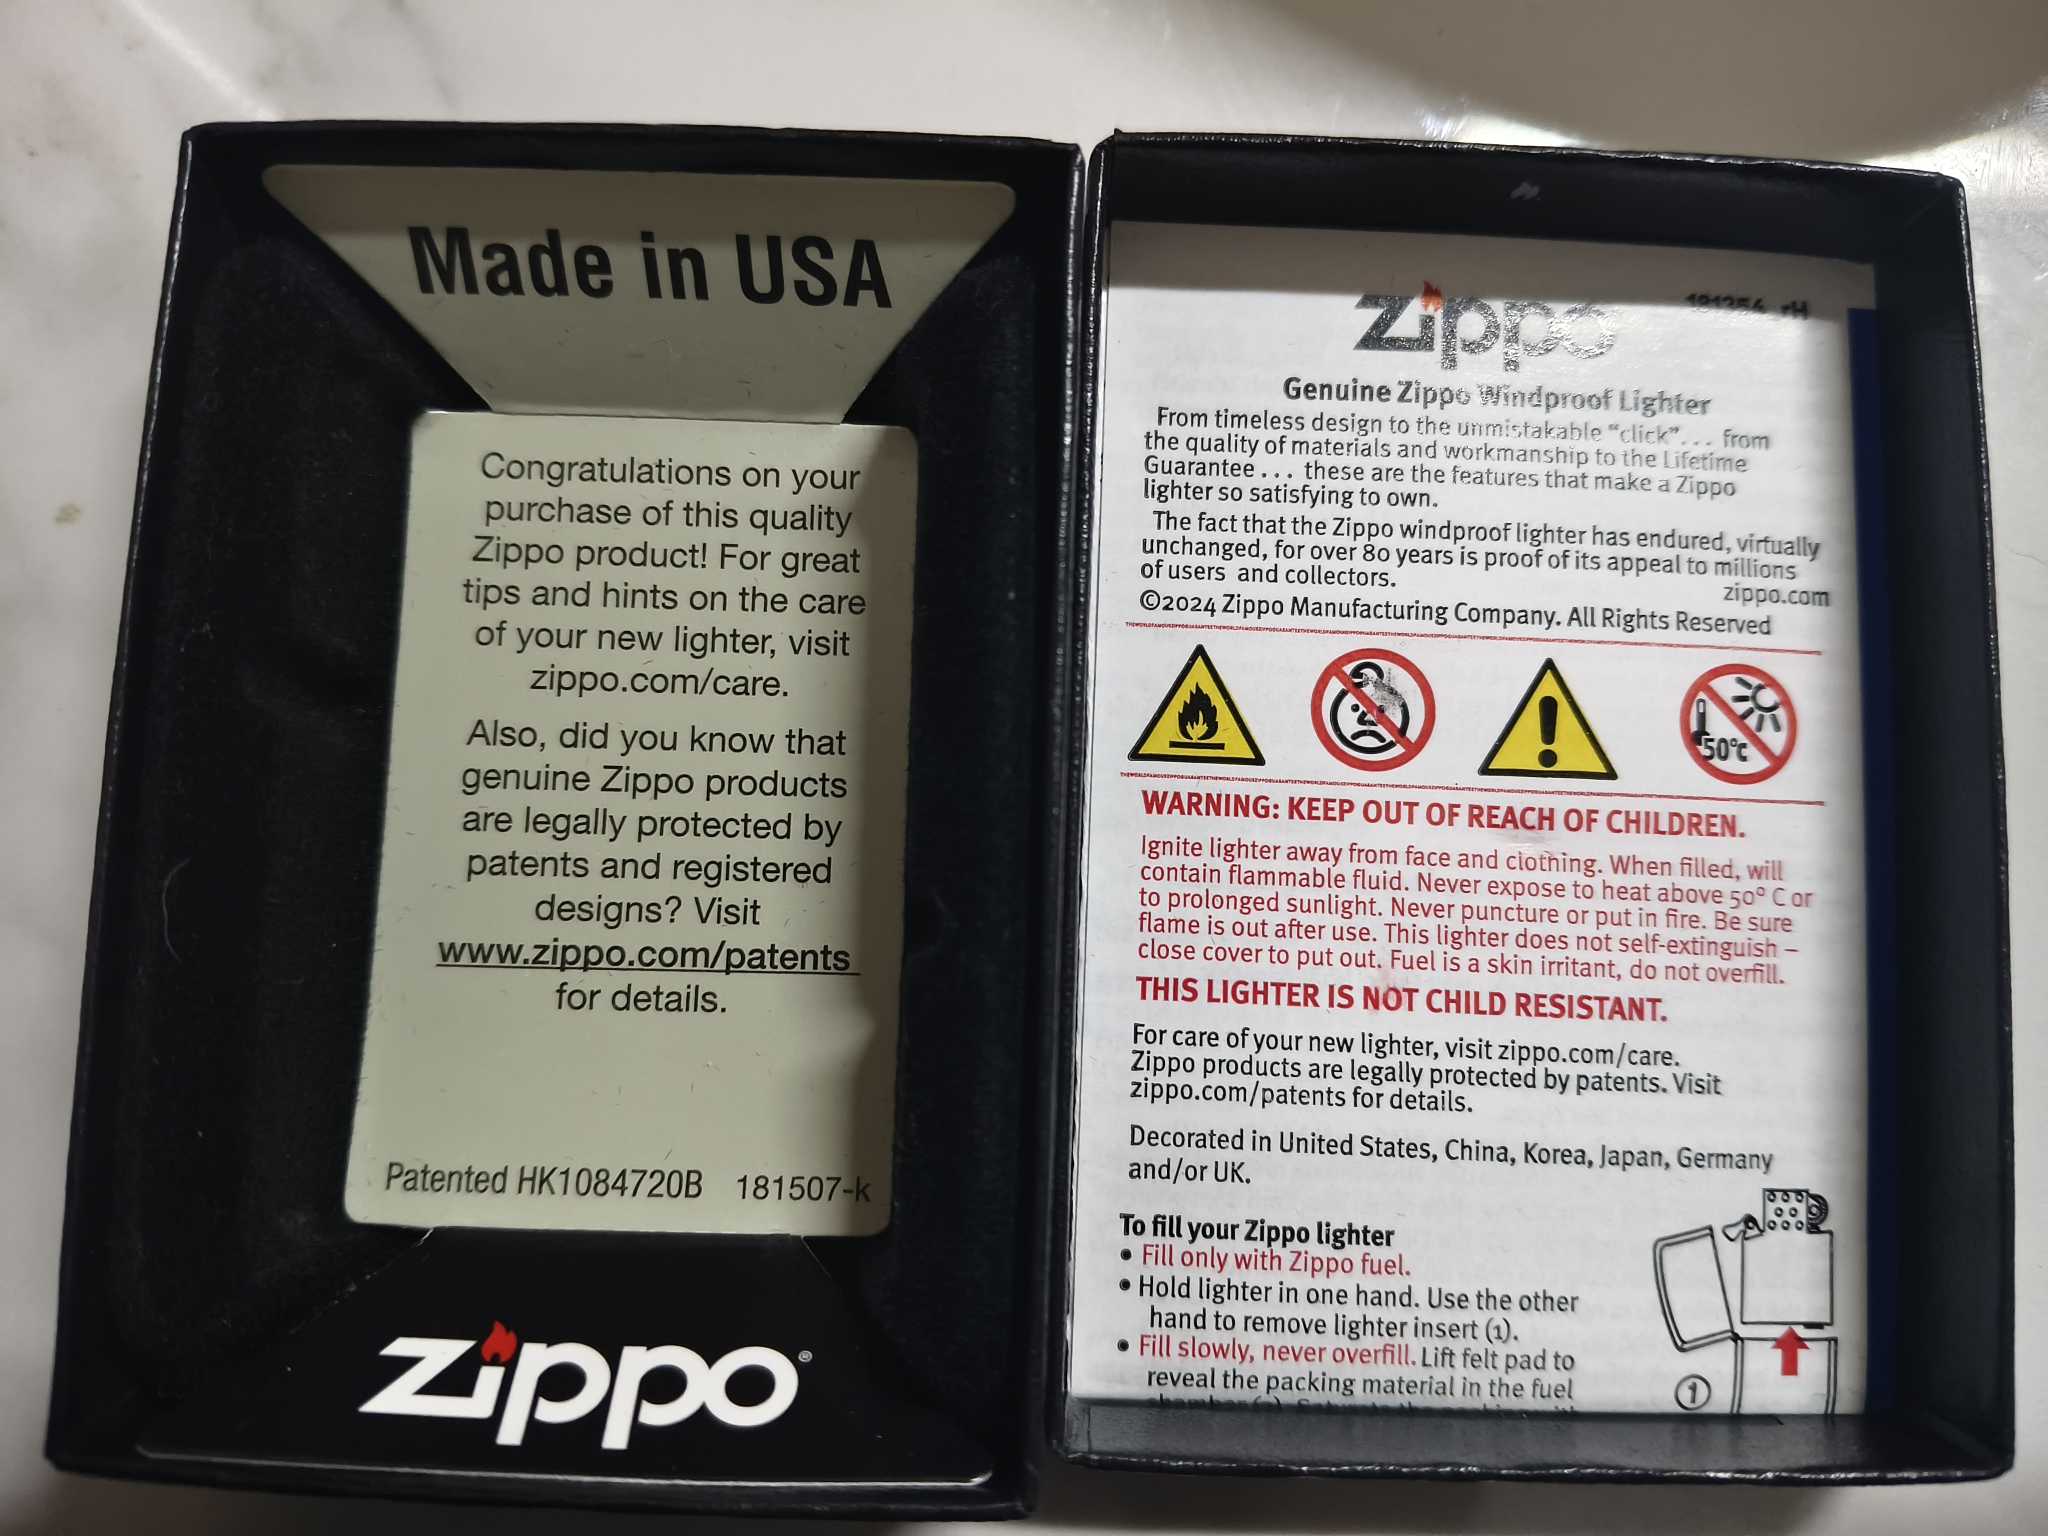 Made in USA
Congratulations on your
purchase of this quality
Zippo product! For great
tips and hints on the care
of your new lighter, visit
zippo.com/care.
Also, did you know that
genuine Zippo products
are legally protected by
patents and registered
designs? Visit
www.zippo.com/patents
for details.
Patented HK1084720B 181507-k
zippo®
zippo
Genuine Zippo Windproof Lighter
From timeless design to the unmistakable “click”... from
the quality of materials and workmanship to the Lifetime
Guarantee... these are the features that make a Zippo
lighter so satisfying to own.
The fact that the Zippo windproof lighter has endured, virtually
unchanged, for over 80 years is proof of its appeal to millions
of users and collectors.
zippo.com
©2024 Zippo Manufacturing Company. All Rights Reserved
50°C
WARNING: KEEP OUT OF REACH OF CHILDREN.
Ignite lighter away from face and clothing. When filled, will
contain flammable fluid. Never expose to heat above 50° C or
to prolonged sunlight. Never puncture or put in fire. Be sure
flame is out after use. This lighter does not self-extinguish –
close cover to put out. Fuel is a skin irritant, do not overfill.
THIS LIGHTER IS NOT CHILD RESISTANT.
For care of your new lighter, visit zippo.com/care.
Zippo products are legally protected by patents. Visit
zippo.com/patents for details.
Decorated in United States, China, Korea, Japan, Germany
and/or UK.
To fill your Zippo lighter
• Fill only with Zippo fuel.
• Hold lighter in one hand. Use the other
hand to remove lighter insert (1).
• Fill slowly, never overfill. Lift felt pad to
reveal the packing material in the fuel
1